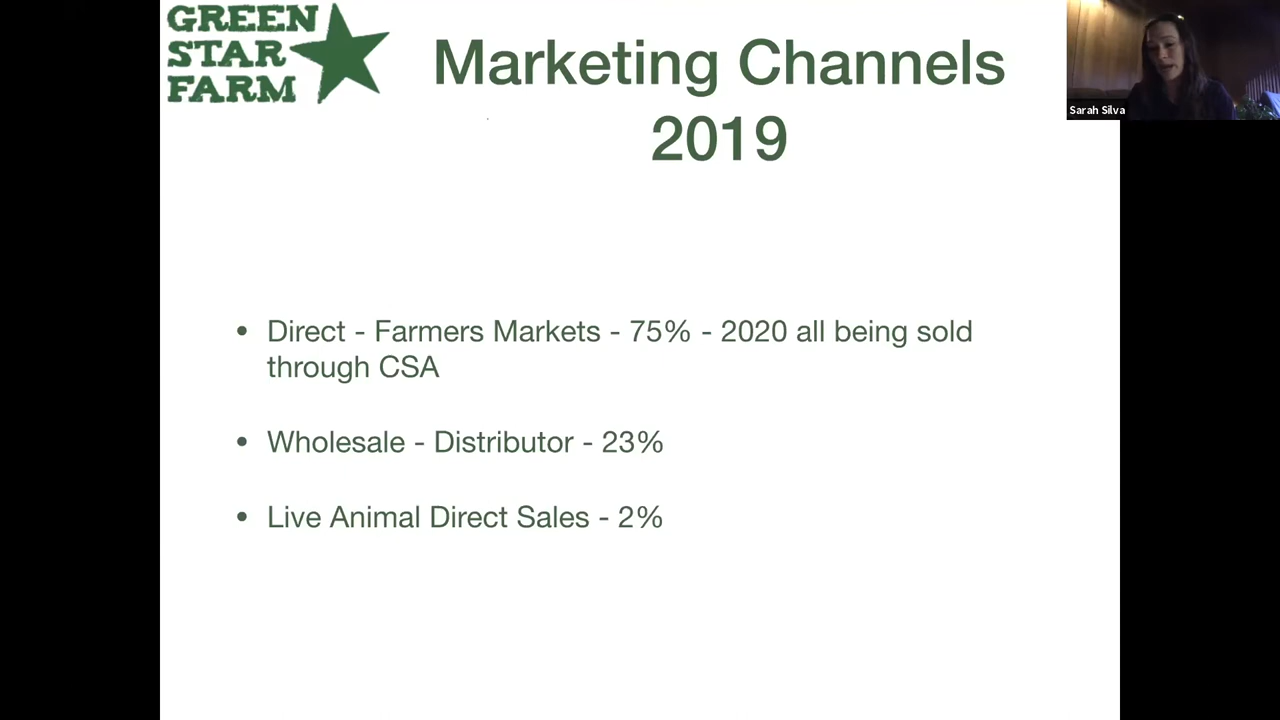 GREEN
STAR
FARM
Marketing Channels
2019
Sarah Silva
• Direct - Farmers Markets - 75% - 2020 all being sold
through CSA
• Wholesale - Distributor - 23%
• Live Animal Direct Sales - 2%